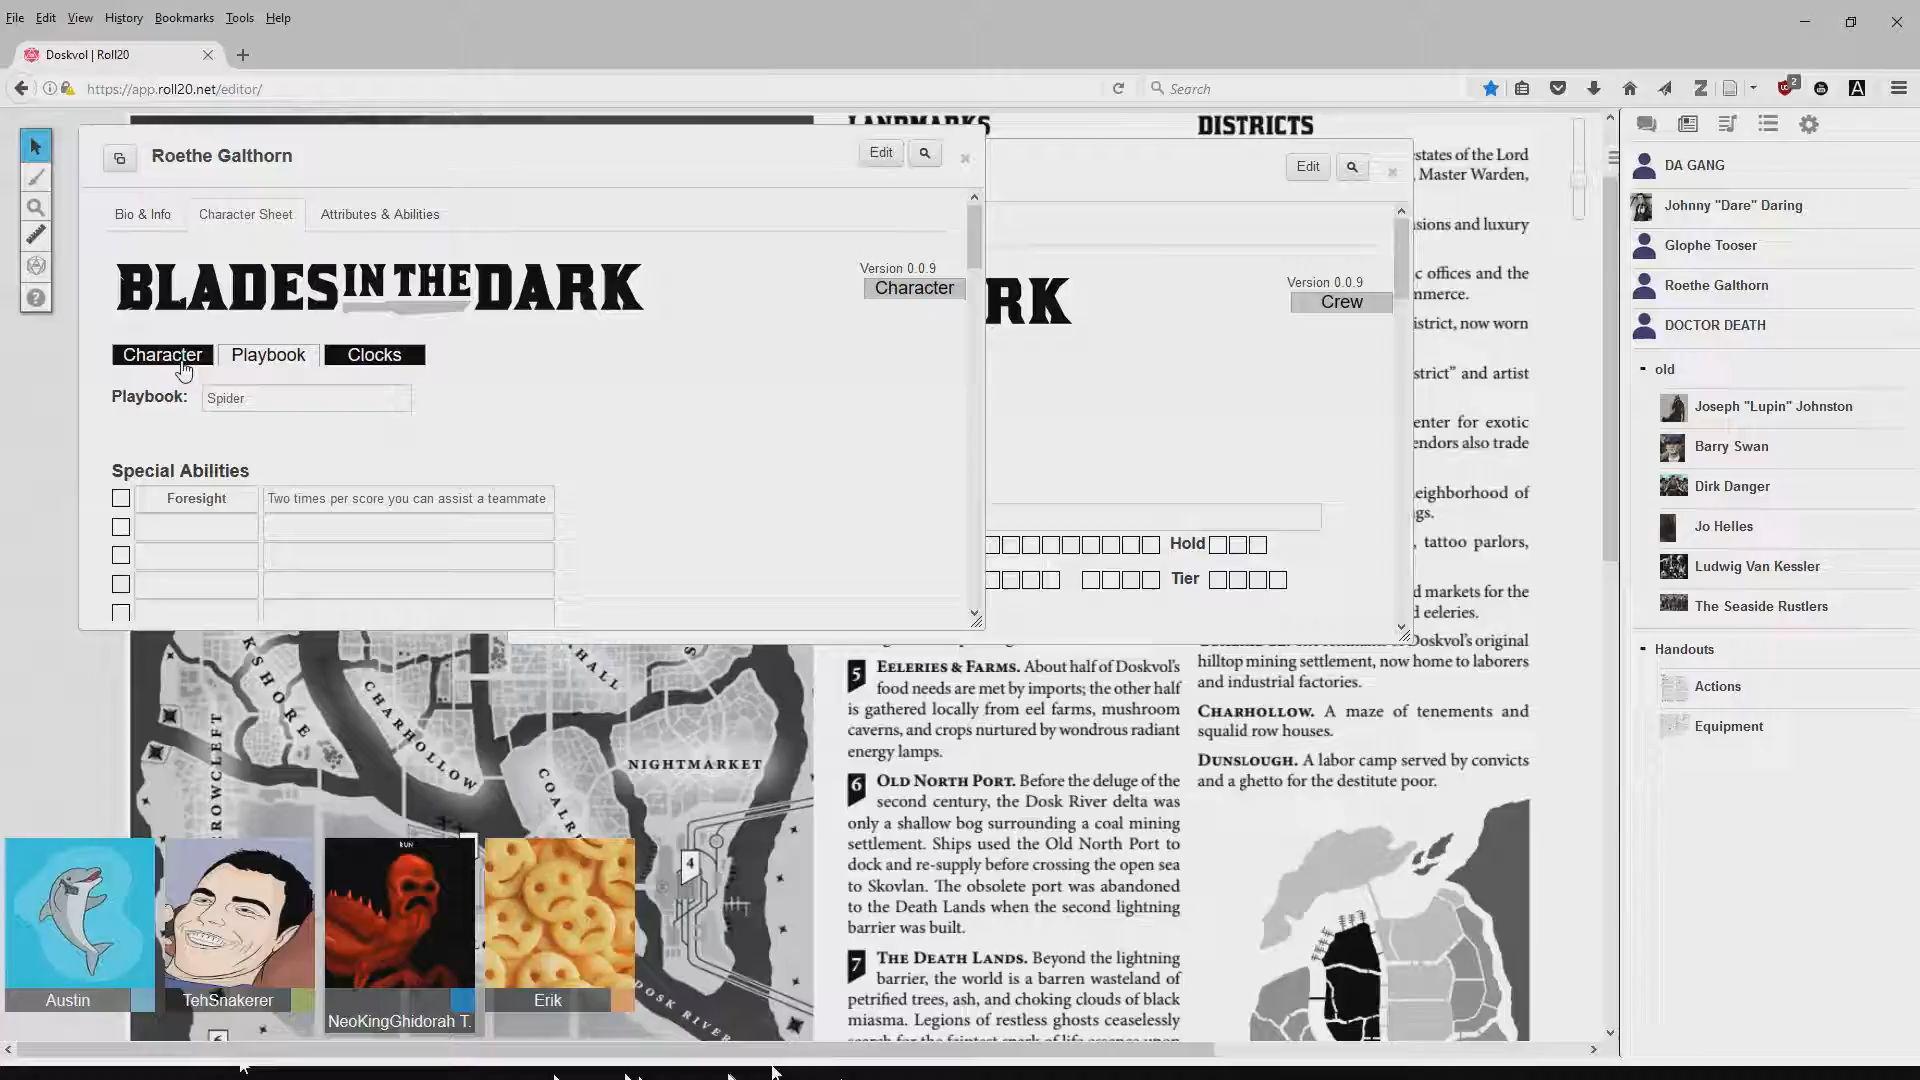 File Edit View History Bookmarks Tools Help
Doskvol | Roll20
https://app.roll20.net/editor/
Search
2
LANDMARKS
DISTRICTS
Roethe Galthorn
Edit
Edit
Bio & Info
Character Sheet
Attributes & Abilities
BLADES IN THE DARK
Version 0.0.9
Character
RK
Version 0.0.9
Crew
Character
Playbook
Clocks
Playbook:
Spider
Special Abilities
Foresight
Two times per score you can assist a teammate
Hold
Tier
states of the Lord
, Master Warden,
sions and luxury
c offices and the
mmerce.
istrict, now worn
strict” and artist
enter for exotic
endors also trade
eighborhood of
gs.
, tattoo parlors,
d markets for the
d eeleries.
Doskvol’s original
hilltop mining settlement, now home to laborers
and industrial factories.
CHARHOLLOW. A maze of tenements and
squalid row houses.
DUNSLOUGH. A labor camp served by convicts
and a ghetto for the destitute poor.
5 EELERIES & FARMS. About half of Doskvol’s
food needs are met by imports; the other half
is gathered locally from eel farms, mushroom
caverns, and crops nurtured by wondrous radiant
energy lamps.
6 OLD NORTH PORT. Before the deluge of the
second century, the Dosk River delta was
only a shallow bog surrounding a coal mining
settlement. Ships used the Old North Port to
dock and re-supply before crossing the open sea
to Skovlan. The obsolete port was abandoned
to the Death Lands when the second lightning
barrier was built.
7 THE DEATH LANDS. Beyond the lightning
barrier, the world is a barren wasteland of
petrified trees, ash, and choking clouds of black
miasma. Legions of restless ghosts ceaselessly
KSHORE
CHARHOLLOW
HALL
CROWCLEFT
COALRI
NIGHTMARKET
4
DOSK RIVER
6
RUN
Austin
TehSnakerer
NeoKingGhidorah T.
Erik
DA GANG
Johnny "Dare" Daring
Glophe Tooser
Roethe Galthorn
DOCTOR DEATH
old
Joseph "Lupin" Johnston
Barry Swan
Dirk Danger
Jo Helles
Ludwig Van Kessler
The Seaside Rustlers
Handouts
Actions
Equipment